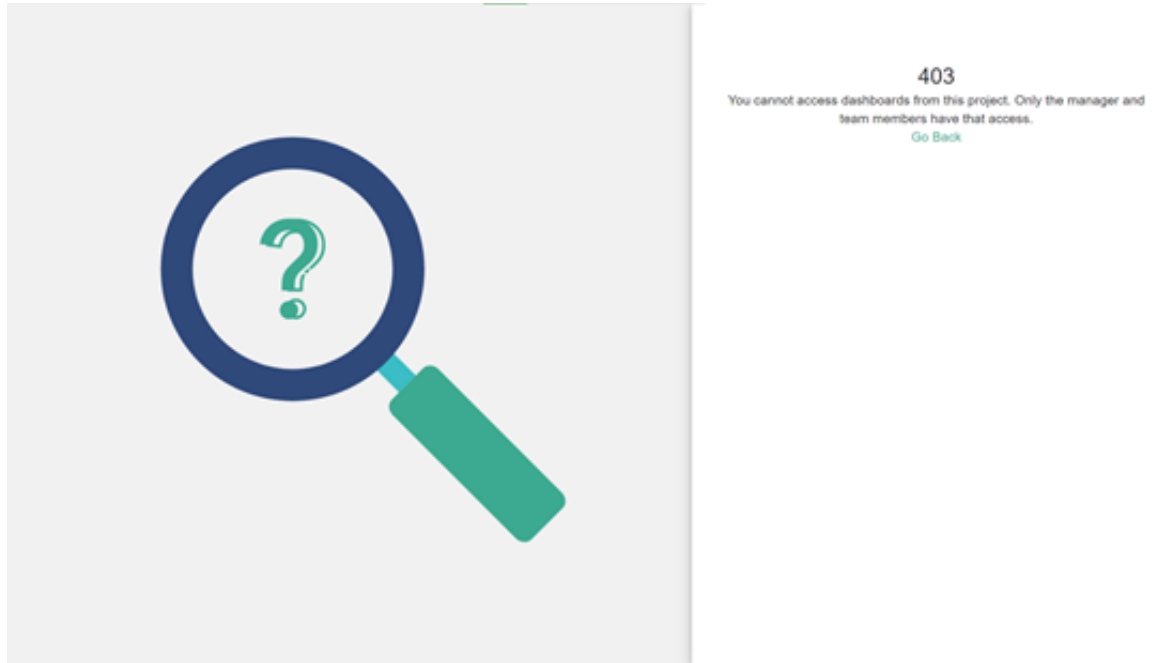 ?
403
You cannot access dashboards from this project. Only the manager and
team members have that access.
Go Back